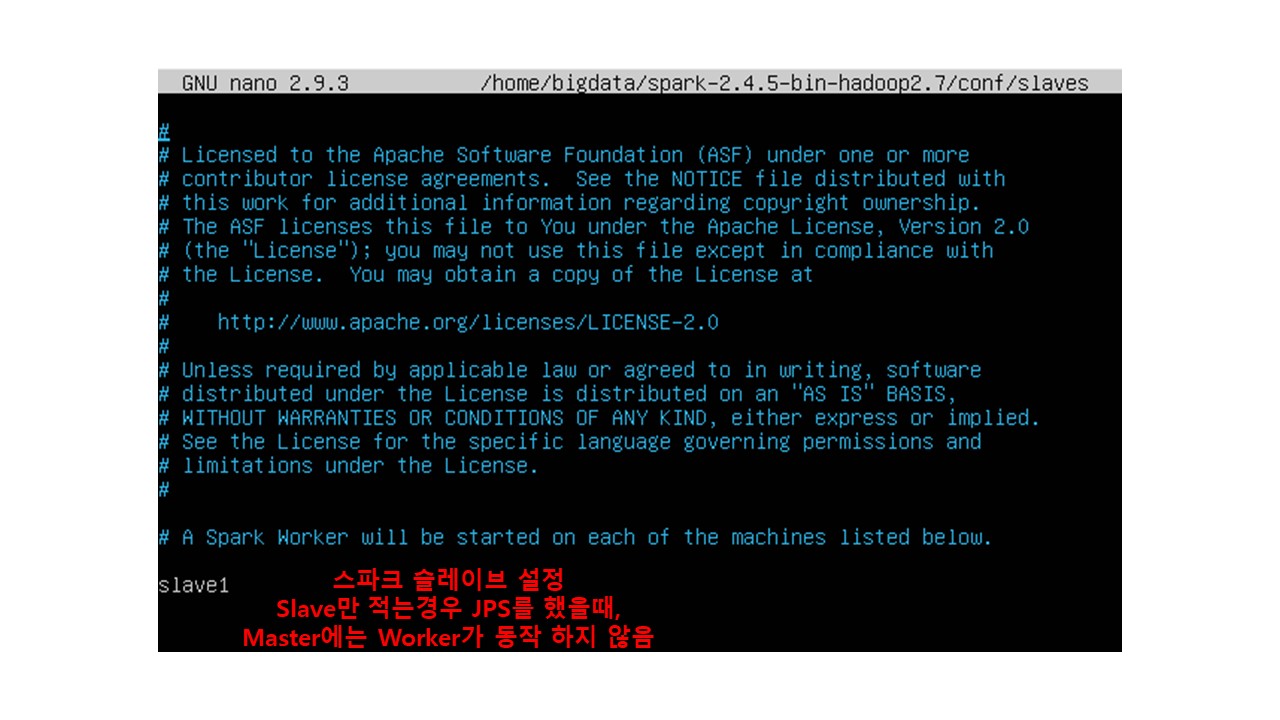 GNU nano 2.9.3 /home/bigdata/spark-2.4.5-bin-hadoop2.7/conf/slaves
#
# Licensed to the Apache Software Foundation (ASF) under one or more
# contributor license agreements.  See the NOTICE file distributed with
# this work for additional information regarding copyright ownership.
# The ASF licenses this file to You under the Apache License, Version 2.0
# (the "License"); you may not use this file except in compliance with
# the License.  You may obtain a copy of the License at
#
#    http://www.apache.org/licenses/LICENSE-2.0
#
# Unless required by applicable law or agreed to in writing, software
# distributed under the License is distributed on an "AS IS" BASIS,
# WITHOUT WARRANTIES OR CONDITIONS OF ANY KIND, either express or implied.
# See the License for the specific language governing permissions and
# limitations under the License.
#
# A Spark Worker will be started on each of the machines listed below.
slave1
스파크 슬레이브 설정
Slave만 적는경우 JPS를 했을때,
Master에는 Worker가 동작 하지 않음